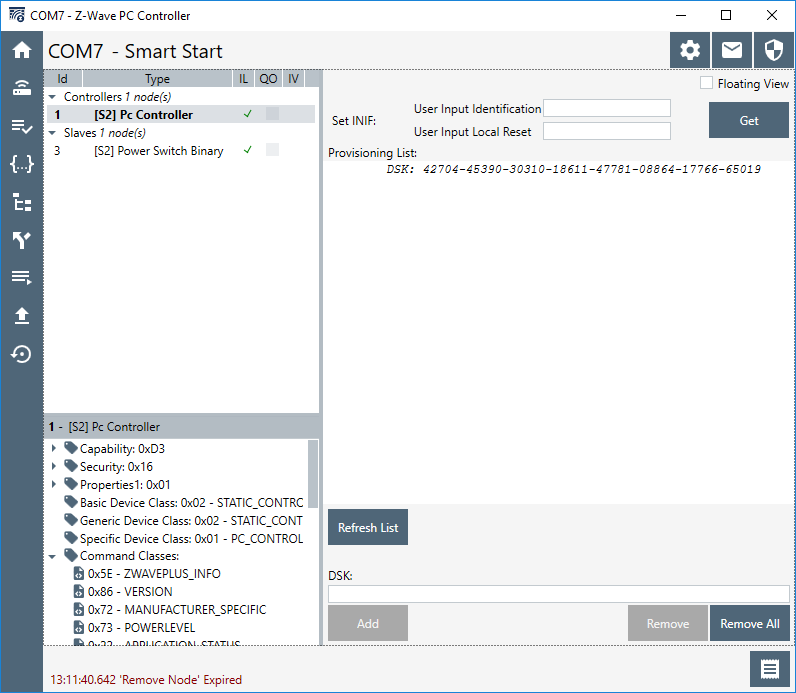 COM7 - Z-Wave PC Controller
COM7 - Smart Start
Id Type IL QO IV
Controllers 1 node(s)
1 [S2] Pc Controller
Slaves 1 node(s)
3 [S2] Power Switch Binary
Floating View
Set INIF:
User Input Identification
User Input Local Reset
Get
Provisioning List:
DSK: 42704-45390-30310-18611-47781-08864-17766-65019
1 - [S2] Pc Controller
Capability: 0xD3
Security: 0x16
Properties1: 0x01
Basic Device Class: 0x02 - STATIC_CONTRC
Generic Device Class: 0x02 - STATIC_CONT
Specific Device Class: 0x01 - PC_CONTROL
Command Classes:
0x5E - ZWAVEPLUS_INFO
0x86 - VERSION
0x72 - MANUFACTURER_SPECIFIC
0x73 - POWERLEVEL
0x22 - APPLICATION_STATUS
Refresh List
DSK:
Add
Remove
Remove All
13:11:40.642 'Remove Node' Expired